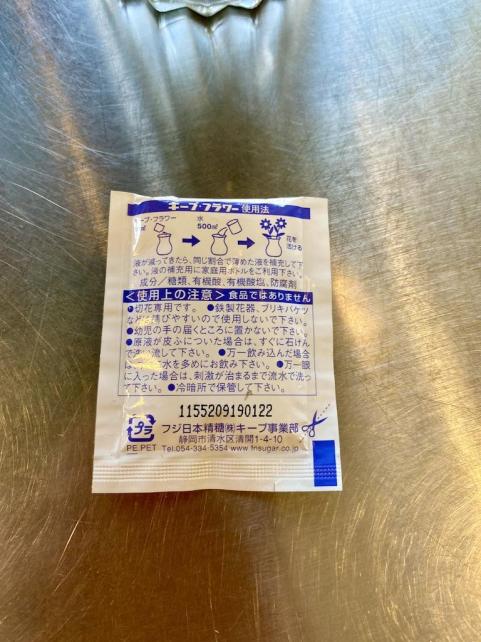 キープ・フラワー 使用法
キープ・フラワー
水
500㎖
花を
活ける
液が減ってきたら、同じ割合で薄めた液を補充して下
さい。液の補充用に家庭用ボトルをご利用下さい。
成分/糖類、有機酸、有機酸塩、防腐剤
<使用上の注意>食品ではありません
●切花専用です。 ●鉄製花器、ブリキバケツ
などは錆びやすいので使用しないで下さい。
●幼児の手の届くところに置かないで下さい。
●原液が皮ふについた場合は、すぐに石けん
で洗い流して下さい。 ●万一飲み込んだ場合
は 水を多めにお飲み下さい。 ●万一眼
に入った場合は、刺激が治まるまで流水で洗っ
て下さい。 ●冷暗所で保管して下さい。
1155209190122
プラ
PE.PET
フジ日本精糖㈱キープ事業部
静岡市清水区清開1-4-10
Tel.054-334-5354 www.fnsugar.co.jp